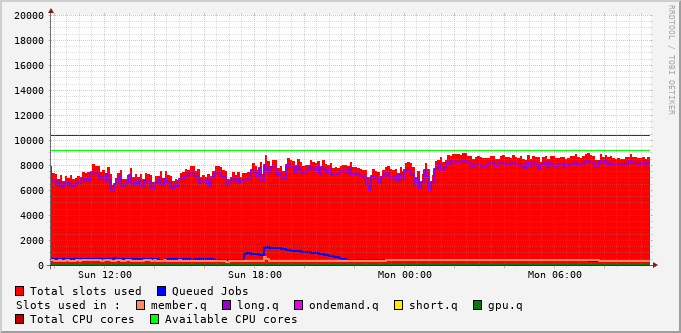 20000
18000
16000
14000
12000
10000
8000
6000
4000
2000
0
Sun 12:00 Sun 18:00 Mon 00:00 Mon 06:00
Total slots used Queued Jobs
Slots used in : member.q long.q ondemand.q short.q gpu.q
Total CPU cores Available CPU cores
RRDTOOL / TOBI OETIKER